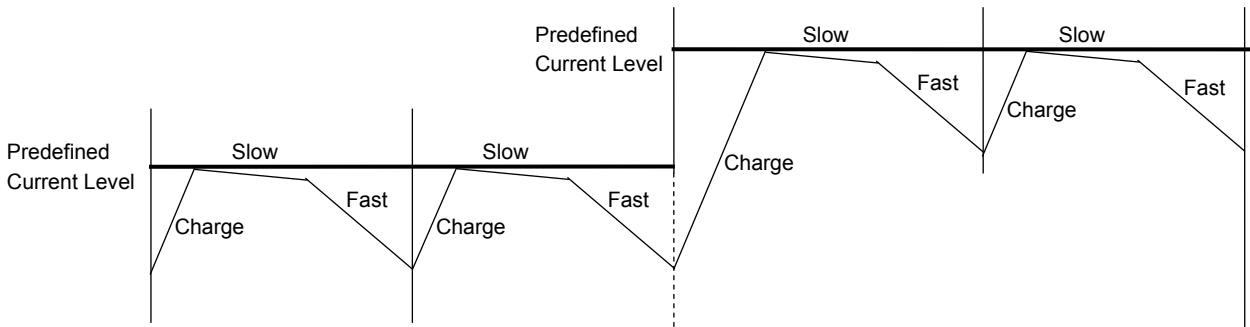 Predefined
Current Level
Slow
Slow
Fast
Charge
Fast
Charge
Predefined
Current Level
Slow
Slow
Fast
Charge
Fast
Charge